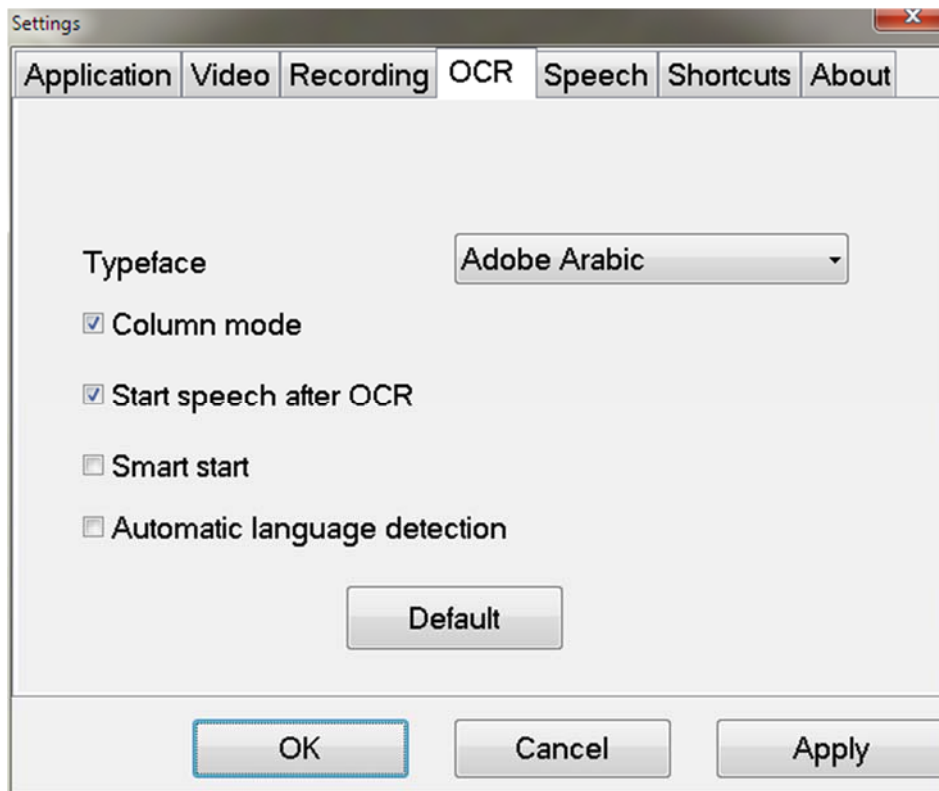 Settings
Application Video Recording OCR Speech Shortcuts About
Typeface Adobe Arabic
Column mode
Start speech after OCR
Smart start
Automatic language detection
Default
OK Cancel Apply